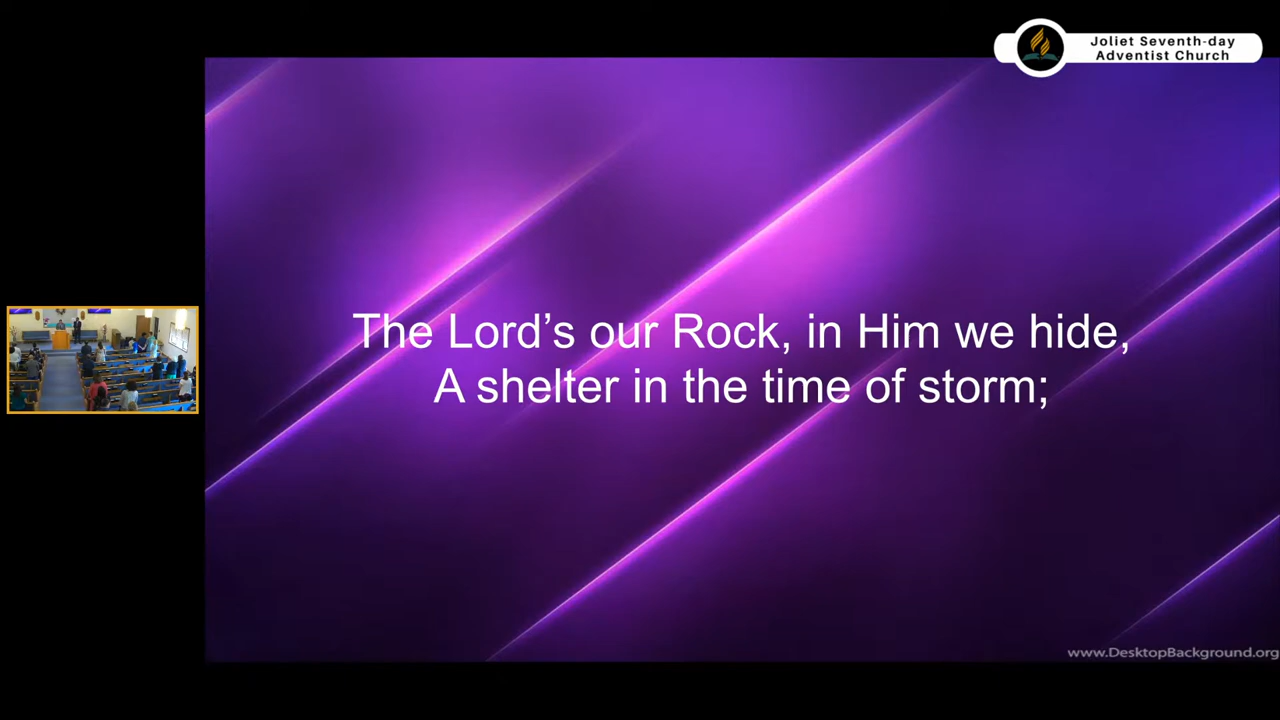 Joliet Seventh-day
Adventist Church
The Lord’s our Rock, in Him we hide,
A shelter in the time of storm;
www.DesktopBackground.org